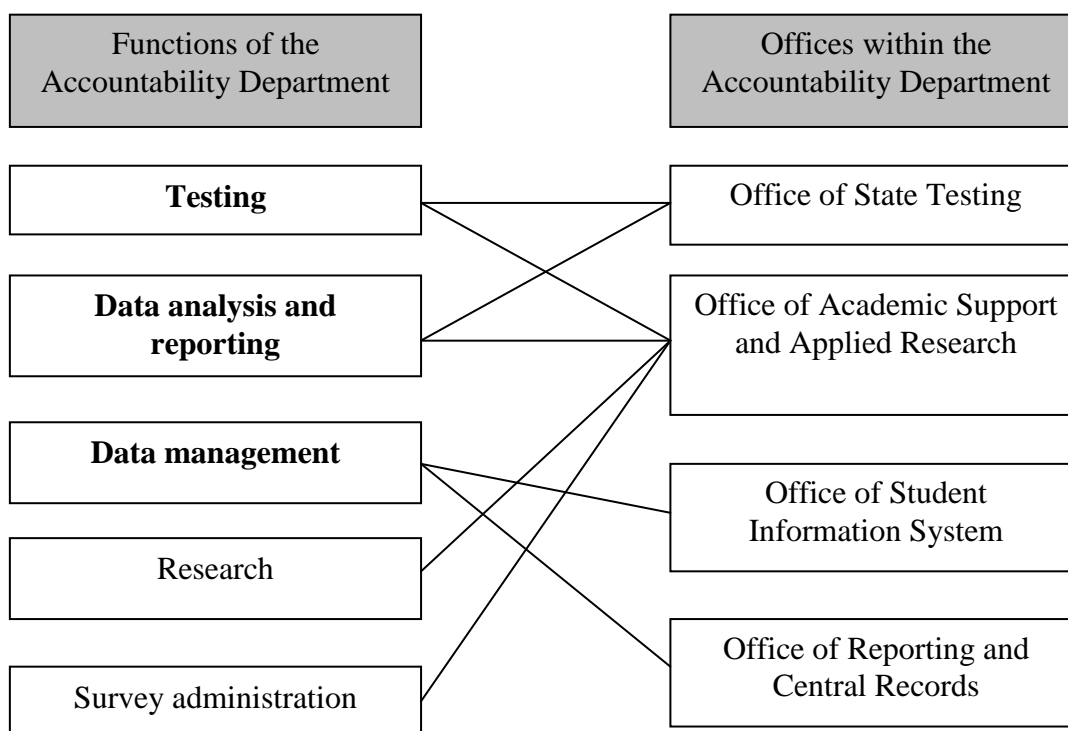 Functions of the
Accountability Department
Offices within the
Accountability Department
Testing
Office of State Testing
Data analysis and
reporting
Office of Academic Support
and Applied Research
Data management
Office of Student
Information System
Research
Office of Reporting and
Central Records
Survey administration